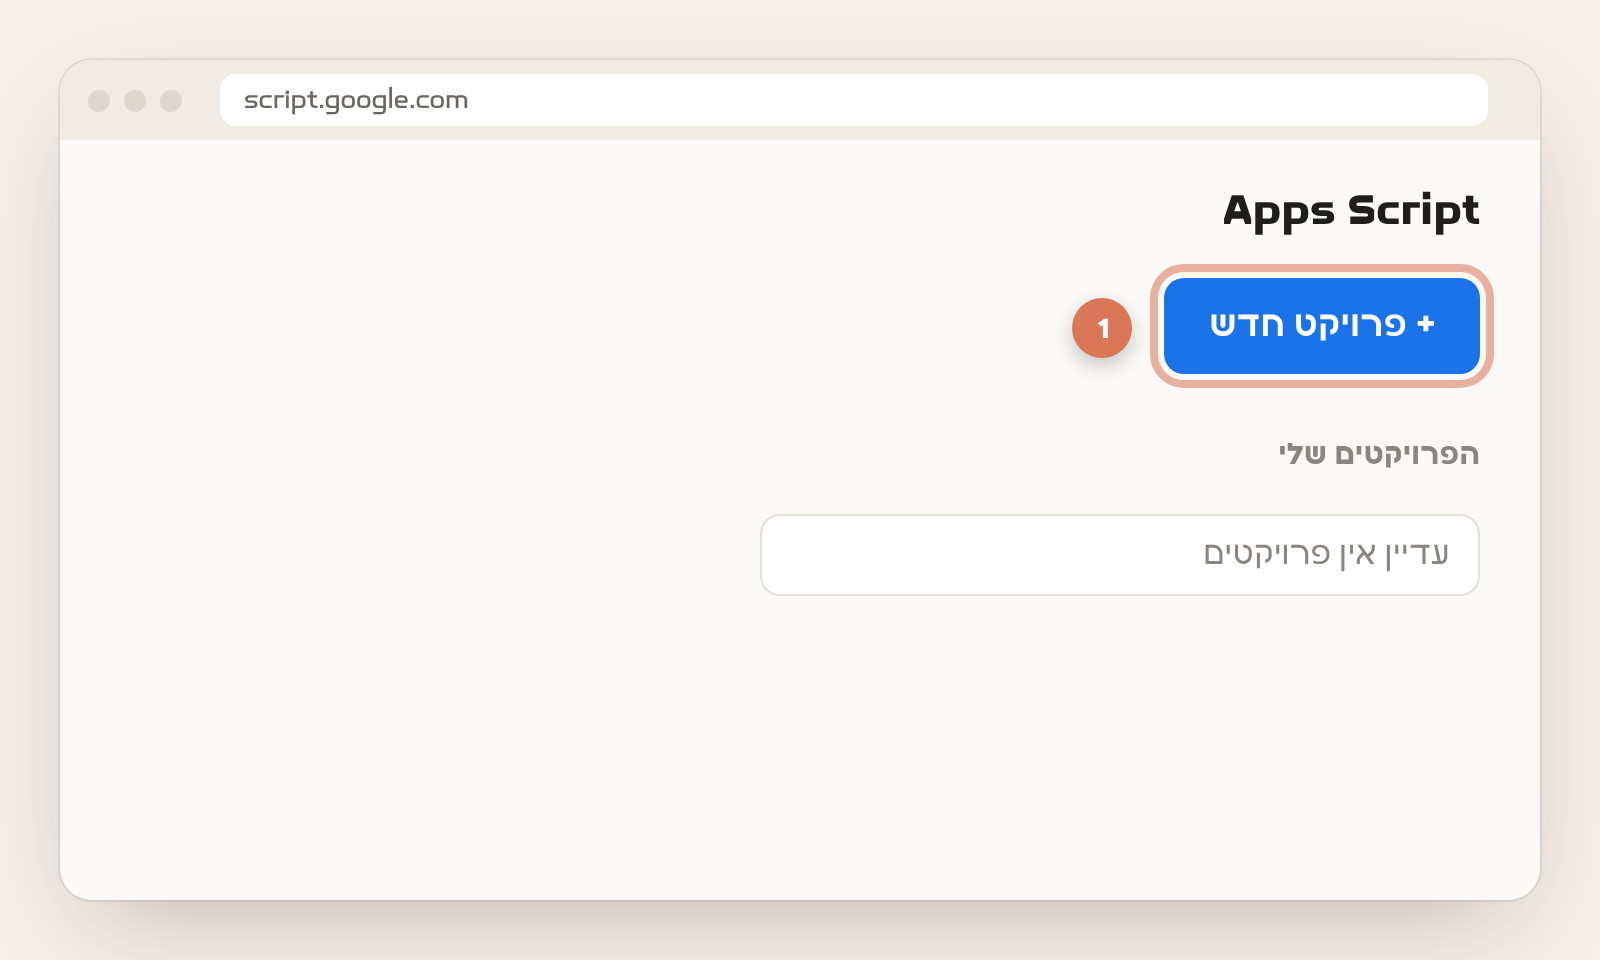 script.google.com
Apps Script
+ פרויקט חדש
1
הפרויקטים שלי
עדיין אין פרויקטים